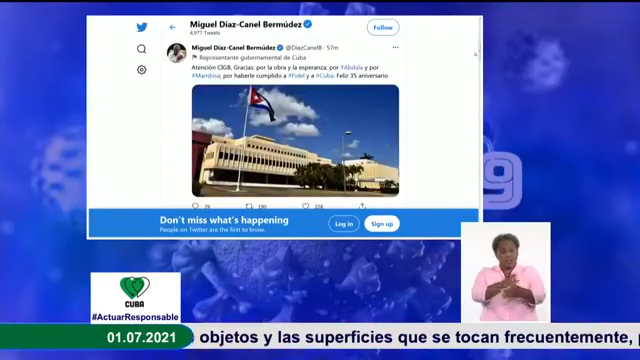 Miguel Díaz-Canel Bermúdez
4,977 Tweets
Follow
Miguel Díaz-Canel Bermúdez @DiazCanelB · 57m
Representante gubernamental de Cuba
Atención CIGB, Gracias; por la obra y la esperanza; por #Abdala y por
#Mambisa; por haberle cumplido a #Fidel y a #Cuba. Feliz 35 aniversario
190
Don't miss what's happening
People on Twitter are the first to know.
Log in
Sign up
CUBA
#ActuarResponsable
01.07.2021
objetos y las superficies que se tocan frecuentemente,